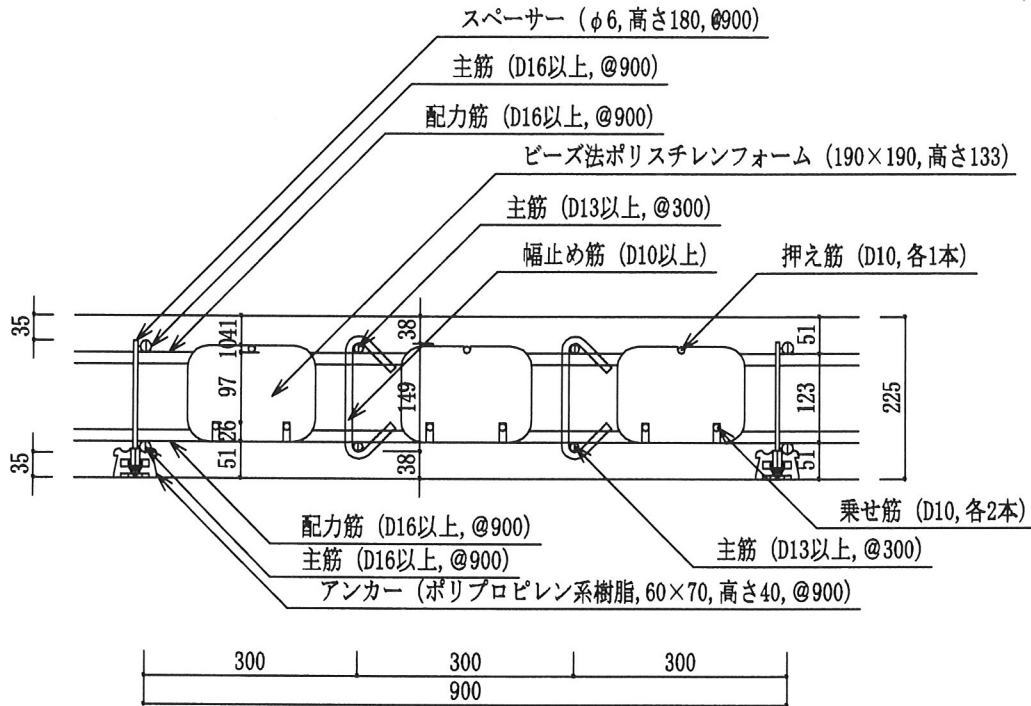 スペーサー (φ6, 高さ180, @900)
主筋 (D16以上, @900)
配力筋 (D16以上, @900)
ビーズ法ポリスチレンフォーム (190×190, 高さ133)
主筋 (D13以上, @300)
幅止め筋 (D10以上)
押え筋 (D10, 各1本)
35
41
10
97
26
51
38
149
38
51
123
51
225
35
乗せ筋 (D10, 各2本)
配力筋 (D16以上, @900)
主筋 (D13以上, @300)
主筋 (D16以上, @900)
アンカー (ポリプロピレン系樹脂, 60×70, 高さ40, @900)
300
300
300
900